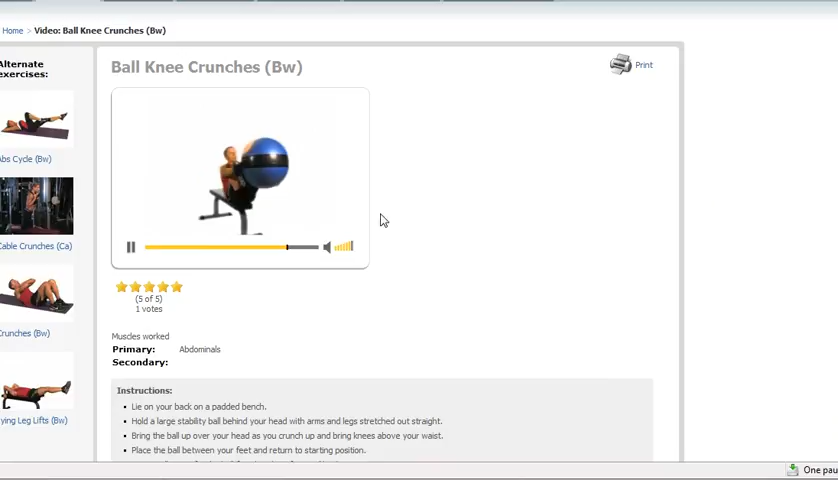 Home > Video: Ball Knee Crunches (Bw)
Alternate
exercises:
Ball Knee Crunches (Bw)
Print
Abs Cycle (Bw)
Cable Crunches (Ca)
Crunches (Bw)
ying Leg Lifts (Bw)
(5 of 5)
1 votes
Muscles worked
Primary: Abdominals
Secondary:
Instructions:
Lie on your back on a padded bench.
Hold a large stability ball behind your head with arms and legs stretched out straight.
Bring the ball up over your head as you crunch up and bring knees above your waist.
Place the ball between your feet and return to starting position.
One pau